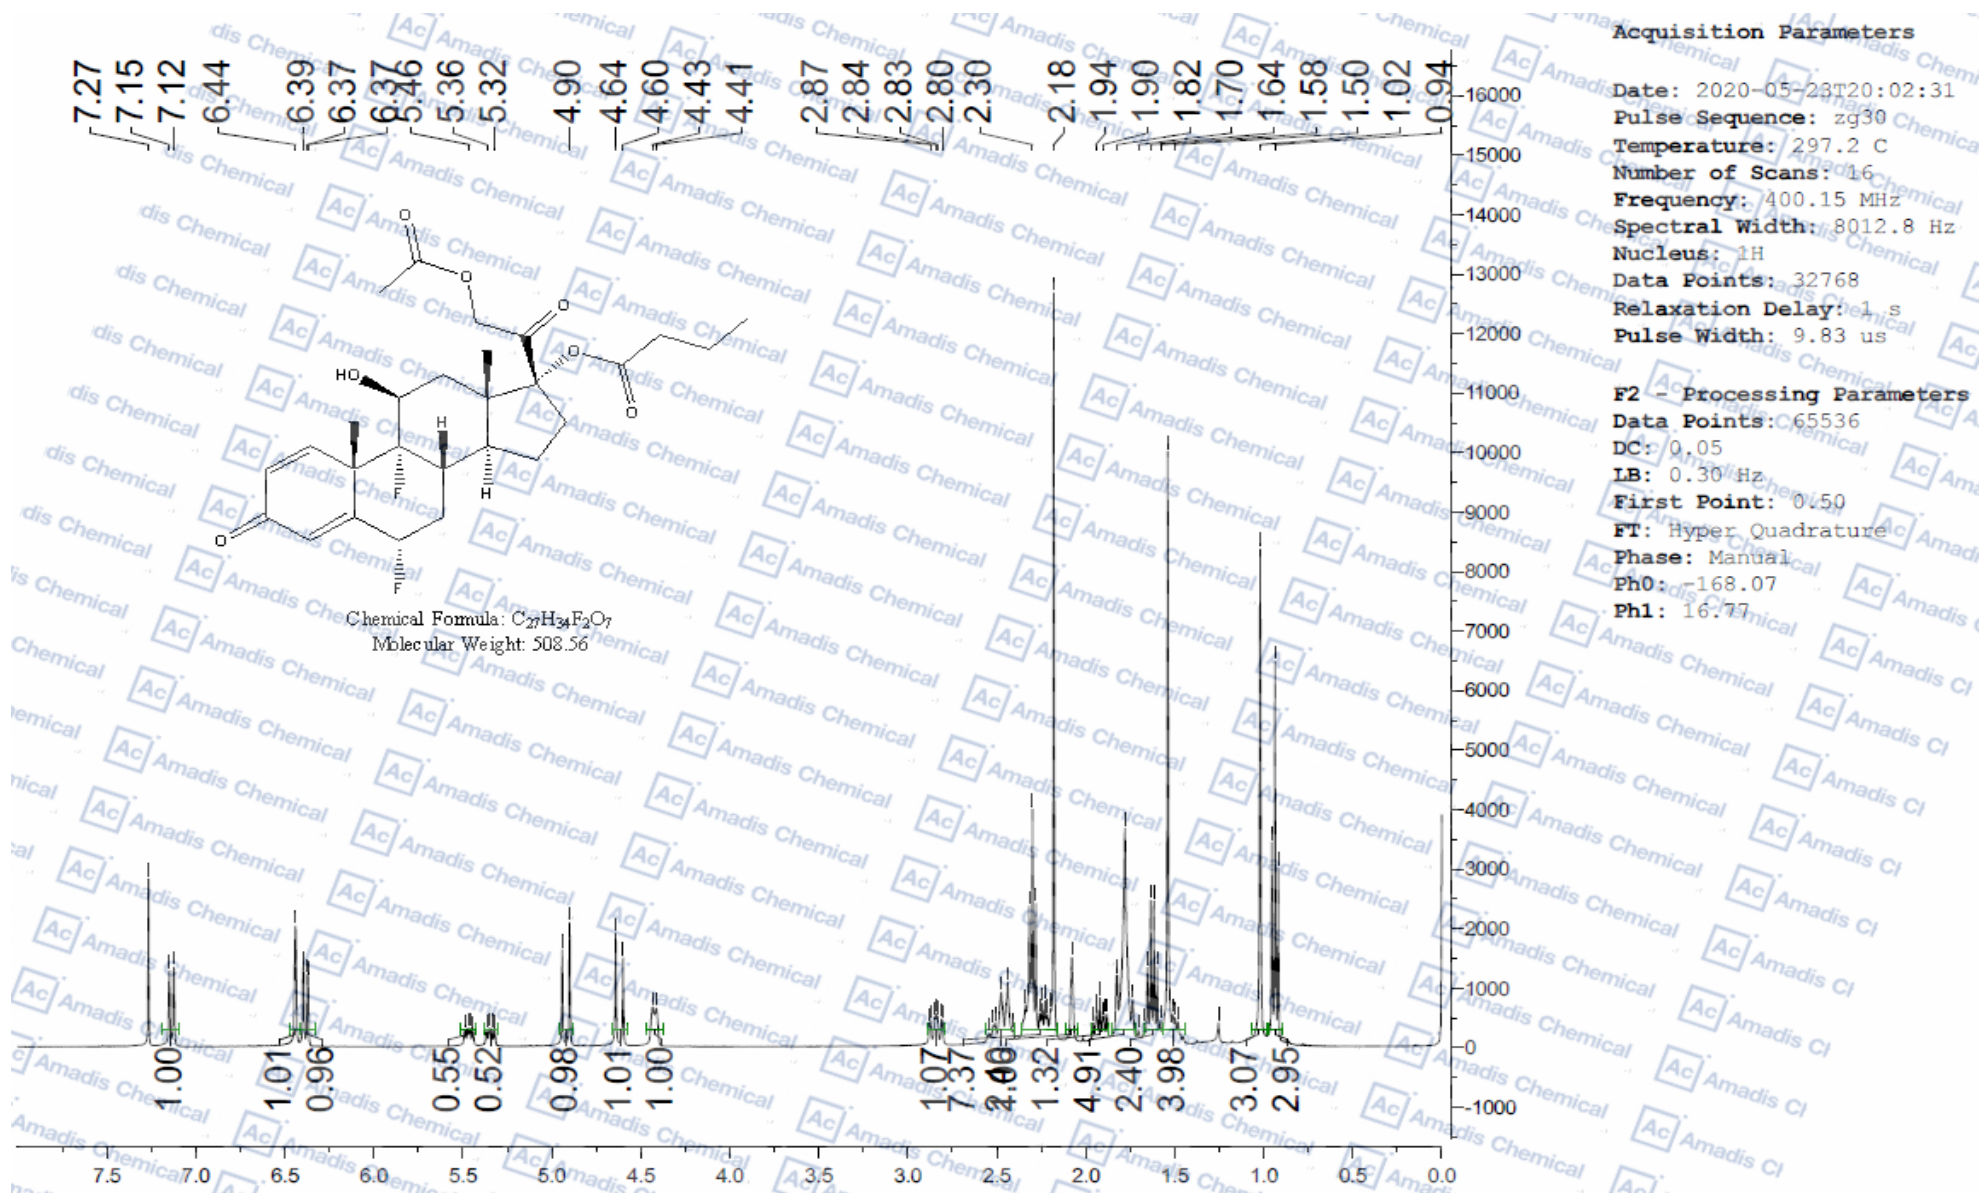 7.27 7.15 7.12 6.44 6.39 6.37 6.37 5.46 5.36 5.32 4.90 4.64 4.60 4.43 4.41 2.87 2.84 2.83 2.80 2.30 2.18 1.94 1.90 1.82 1.70 1.64 1.58 1.50 1.02 0.94
Acquisition Parameters
Date: 2020-05-23T20:02:31
Pulse Sequence: zg30
Temperature: 297.2 C
Number of Scans: 16
Frequency: 400.15 MHz
Spectral Width: 8012.8 Hz
Nucleus: 1H
Data Points: 32768
Relaxation Delay: 1 s
Pulse Width: 9.83 us
F2 - Processing Parameters
Data Points: 65536
DC: 0.05
LB: 0.30 Hz
First Point: 0.50
FT: Hyper Quadrature
Phase: Manual
Ph0: -168.07
Ph1: 16.77
16000
15000
14000
13000
12000
11000
10000
9000
8000
7000
6000
5000
4000
3000
2000
1000
0
-1000
O
O
O
O
O
HO
H
F
H
O
F
Chemical Formula: C27H34F2O7
Molecular Weight: 508.56
1.00 1.01 0.96 0.55 0.52 0.98 1.01 1.00 1.07 7.37 1.32 4.91 2.40 3.98 3.07 2.95
7.5 7.0 6.5 6.0 5.5 5.0 4.5 4.0 3.5 3.0 2.5 2.0 1.5 1.0 0.5 0.0
Ac Amadis Chemical